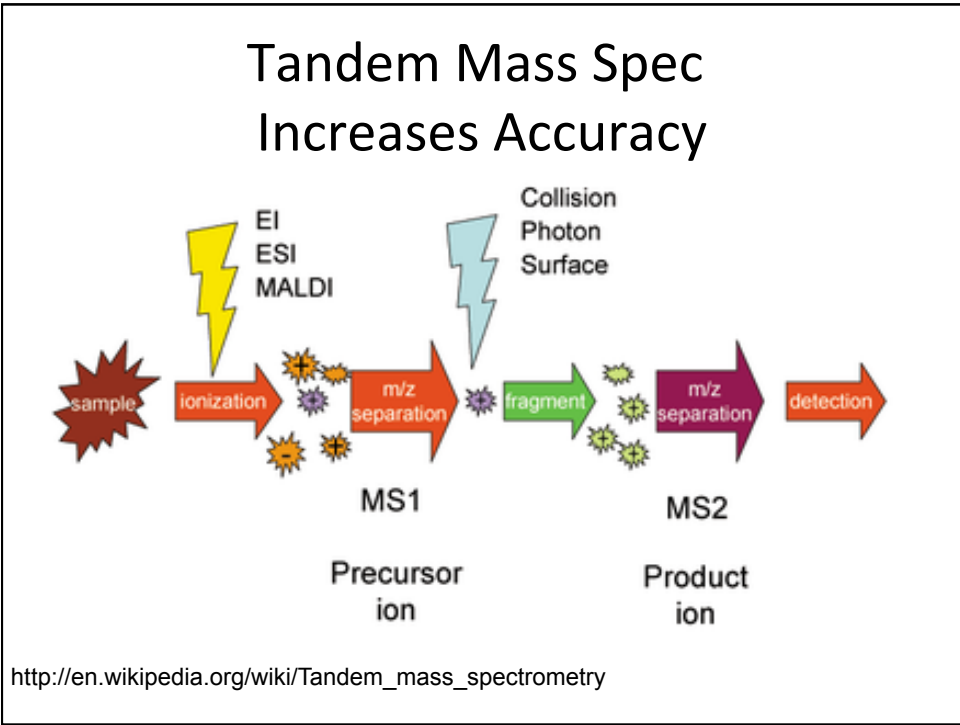 Tandem Mass Spec
Increases Accuracy
EI
ESI
MALDI
Collision
Photon
Surface
sample
ionization
+
+
-
+
m/z
separation
+
fragment
+
+
+
m/z
separation
detection
MS1
MS2
Precursor
ion
Product
ion
http://en.wikipedia.org/wiki/Tandem_mass_spectrometry